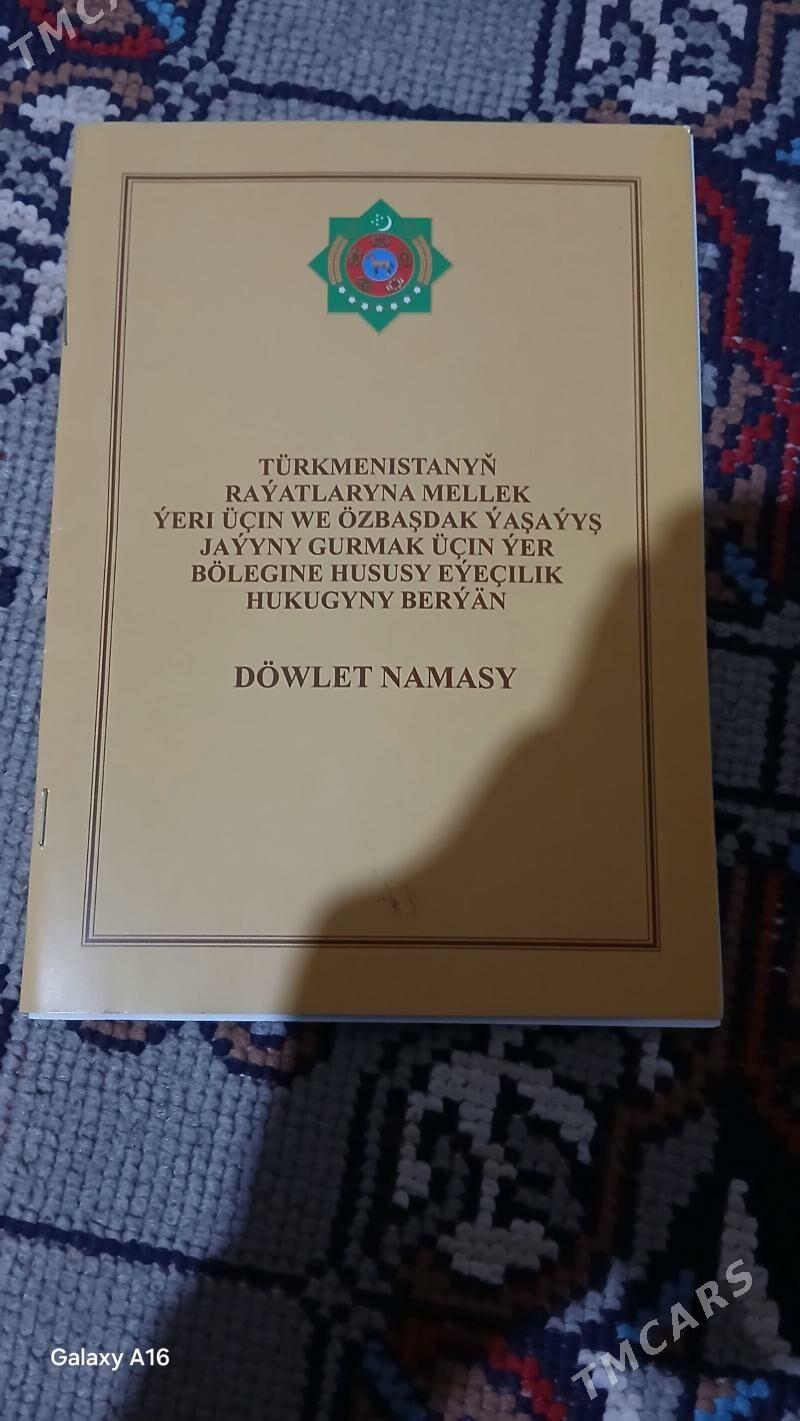 TMCA
TÜRKMENISTANYŇ
RAÝATLARYNA MELLEK
ÝERI ÜÇIN WE ÖZBAŞDAK ÝAŞAÝYŞ
JAÝYNY GURMAK ÜÇIN ÝER
BÖLEGINE HUSUSY EÝEÇILIK
HUKUGYNY BERÝÄN
DÖWLET NAMASY
TMCARS
Galaxy A16